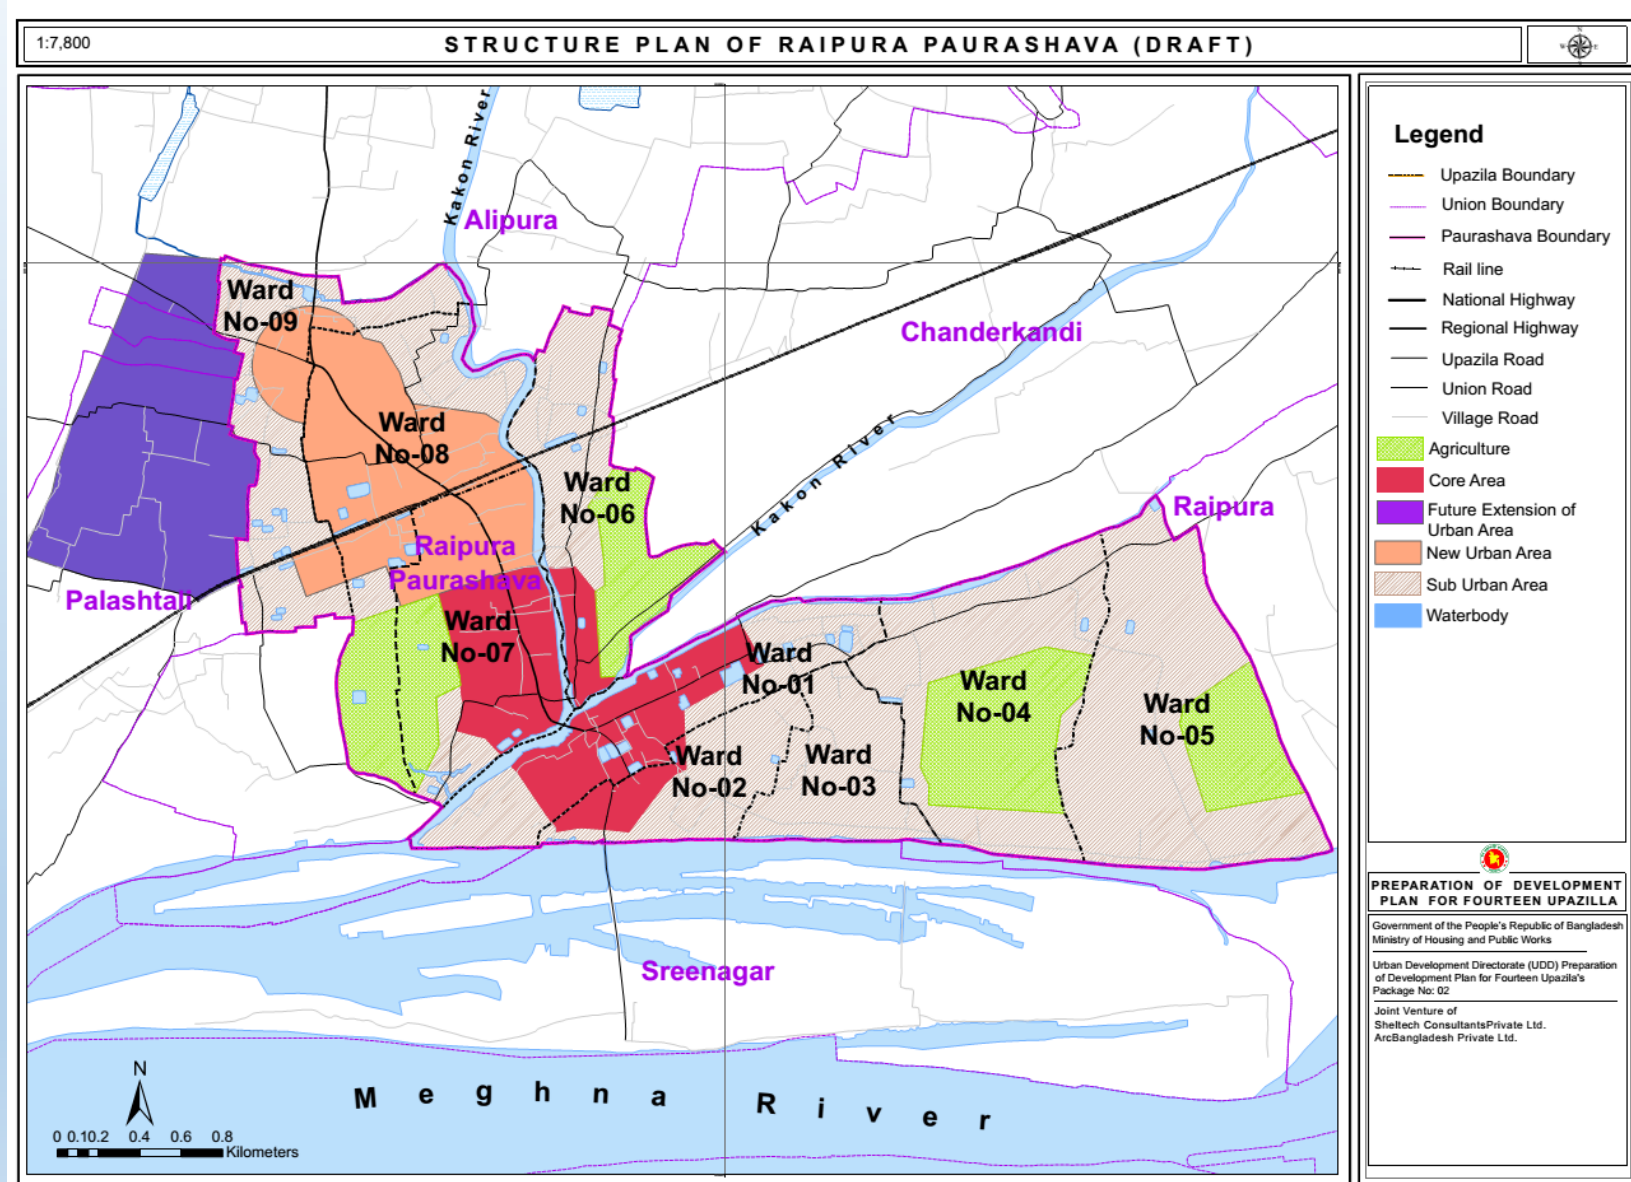 1:7,800
STRUCTURE PLAN OF RAIPURA PAURASHAVA (DRAFT)
Kakon River
Alipura
Ward
No-09
Chanderkandi
Ward
No-08
Kakon River
Ward
No-06
Raipura
Raipura
Paurashava
Palashtali
Ward
No-07
Ward
No-01
Ward
No-04
Ward
No-05
Ward
No-02
Ward
No-03
Sreenagar
Meghna River
N
0 0.10.2 0.4 0.6 0.8
Kilometers
Legend
Upazila Boundary
Union Boundary
Paurashava Boundary
Rail line
National Highway
Regional Highway
Upazila Road
Union Road
Village Road
Agriculture
Core Area
Future Extension of
Urban Area
New Urban Area
Sub Urban Area
Waterbody
PREPARATION OF DEVELOPMENT
PLAN FOR FOURTEEN UPAZILLA
Government of the People's Republic of Bangladesh
Ministry of Housing and Public Works
Urban Development Directorate (UDD) Preparation
of Development Plan for Fourteen Upazila's
Package No: 02
Joint Venture of
Sheltech ConsultantsPrivate Ltd.
ArcBangladesh Private Ltd.